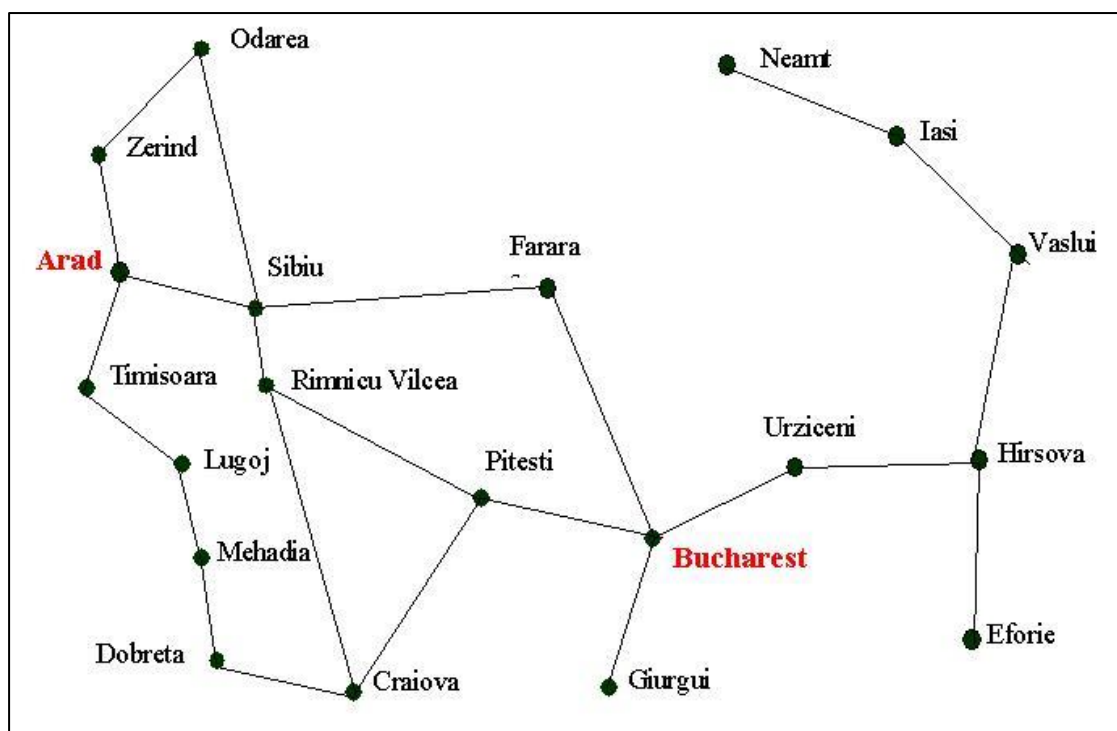 Odarea
Neamt
Iasi
Zerind
Vaslui
Farara
Arad
Sibiu
Timisoara
Rimnicu Vilcea
Urziceni
Hirsova
Lugoj
Pitesti
Mehadia
Bucharest
Eforie
Dobreta
Craiova
Giurgui